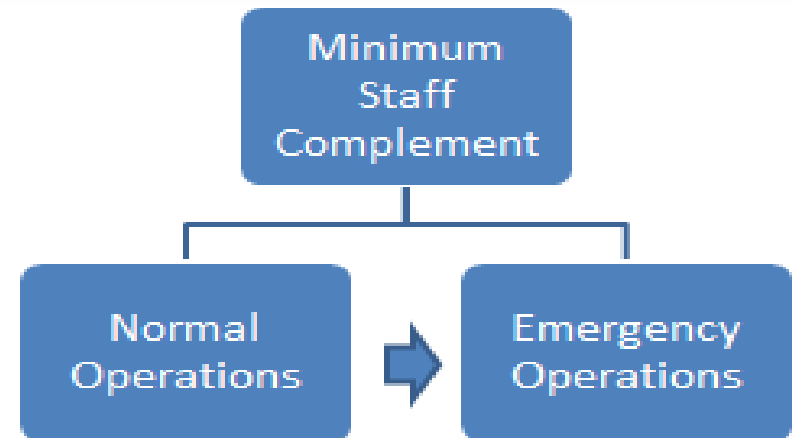 Minimum
Staff
Complement
Normal
Operations
Emergency
Operations